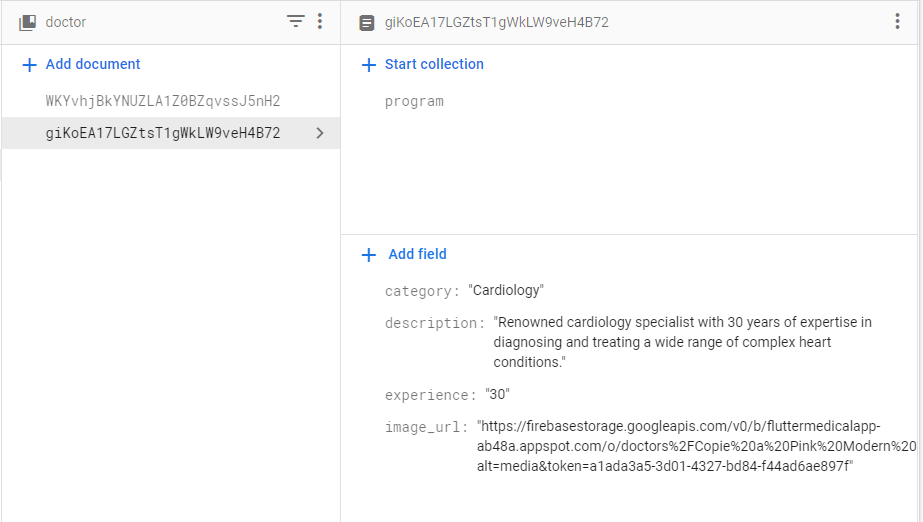 doctor
Add document
WKYvhjBkYNUZLA1Z0BZqvssJ5nH2
giKoEA17LGZtsT1gWkLW9veH4B72
giKoEA17LGZtsT1gWkLW9veH4B72
Start collection
program
Add field
category: "Cardiology"
description: "Renowned cardiology specialist with 30 years of expertise in
diagnosing and treating a wide range of complex heart
conditions."
experience: "30"
image_url: "https://firebasestorage.googleapis.com/v0/b/fluttermedicalapp-
ab48a.appspot.com/o/doctors%2FCopie%20a%20Pink%20Modern%20
alt=media&token=a1ada3a5-3d01-4327-bd84-f44ad6ae897f"